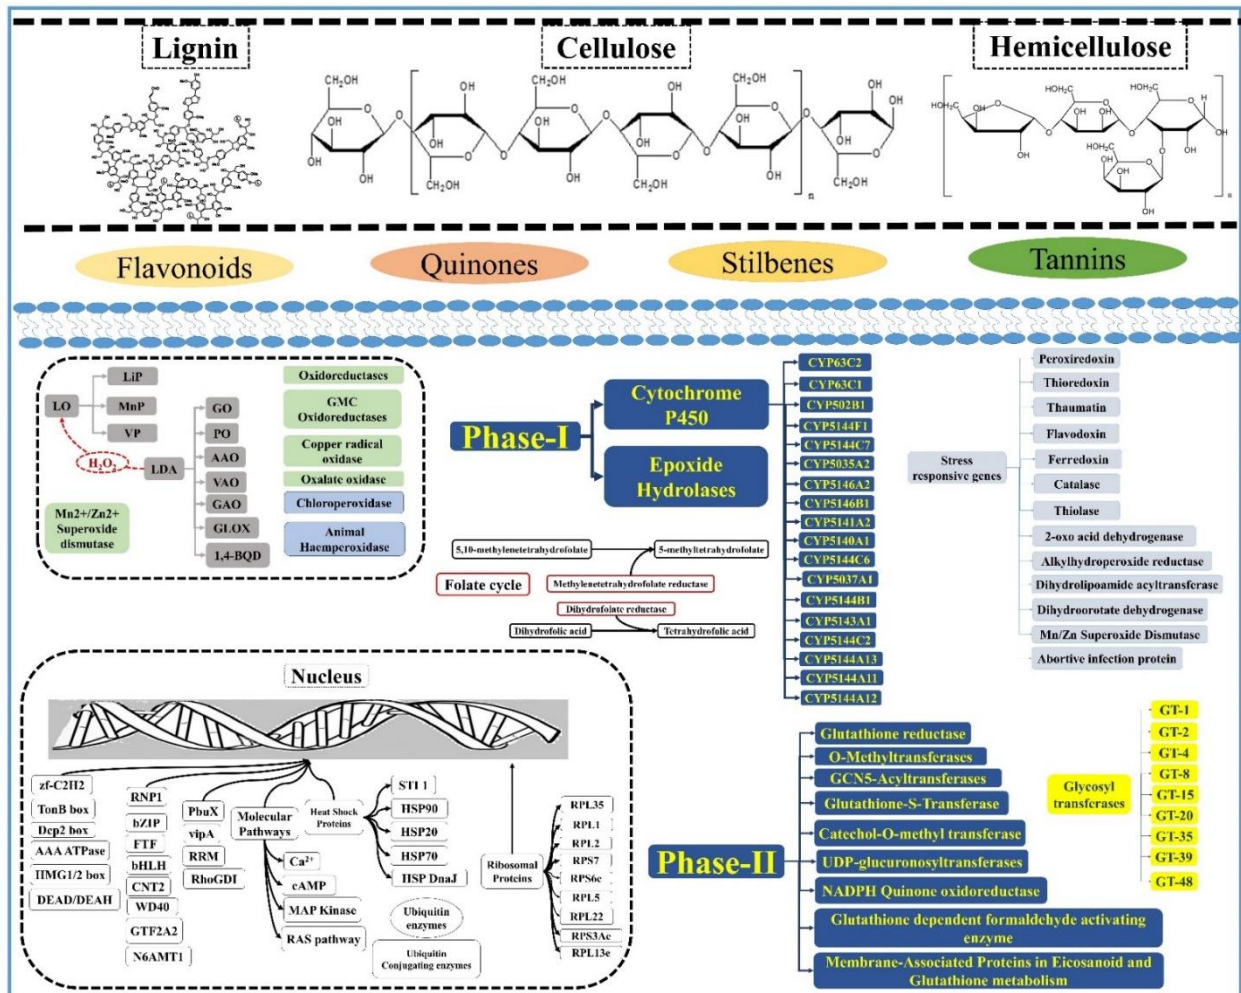 Lignin
Cellulose
Hemicellulose
Flavonoids
Quinones
Stilbenes
Tannins
LO
LiP
MnP
VP
H₂O₂
LDA
GO
PO
AAO
VAO
GAO
GLOX
1,4-BQD
Mn2+/Zn2+
Superoxide
dismutase
Oxidoreductases
GMC
Oxidoreductases
Copper radical
oxidase
Oxalate oxidase
Chloroperoxidase
Animal
Haemperoxidase
Phase-I
Cytochrome
P450
Epoxide
Hydrolases
CYP63C2
CYP63C1
CYP502B1
CYP5144F1
CYP5144C7
CYP5035A2
CYP5146A2
CYP5146B1
CYP5141A2
CYP5140A1
CYP5144C6
CYP5037A1
CYP5144B1
CYP5143A1
CYP5144C2
CYP5144A13
CYP5144A11
CYP5144A12
Stress
responsive genes
Peroxiredoxin
Thioredoxin
Thaumatin
Flavodoxin
Ferredoxin
Catalase
Thiolase
2-oxo acid dehydrogenase
Alkylhydroperoxide reductase
Dihydrolipoamide acyltransferase
Dihydroorotate dehydrogenase
Mn/Zn Superoxide Dismutase
Abortive infection protein
5,10-methylenetetrahydrofolate
5-methyltetrahydrofolate
Folate cycle
Methylenetetrahydrofolate reductase
Dihydrofolate reductase
Dihydrofolic acid
Tetrahydrofolic acid
Nucleus
zf-C2H2
TonB box
Dcp2 box
AAA ATPase
HMG1/2 box
DEAD/DEAH
RNP1
bZIP
FTF
bHLH
CNT2
WD40
GTF2A2
N6AMT1
PbuX
vipA
RRM
RhoGDI
Molecular
Pathways
Ca²⁺
cAMP
MAP Kinase
RAS pathway
Heat Shock
Proteins
STI 1
HSP90
HSP20
HSP70
HSP DnaJ
Ubiquitin
enzymes
Ubiquitin
Conjugating enzymes
Ribosomal
Proteins
RPL35
RPL1
RPL2
RPS7
RPS6e
RPL5
RPL22
RPS3Ae
RPL13e
Phase-II
Glutathione reductase
O-Methyltransferases
GCN5-Acyltransferases
Glutathione-S-Transferase
Catechol-O-methyl transferase
UDP-glucuronosyltransferases
NADPH Quinone oxidoreductase
Glutathione dependent formaldehyde activating
enzyme
Membrane-Associated Proteins in Eicosanoid and
Glutathione metabolism
Glycosyl
transferases
GT-1
GT-2
GT-4
GT-8
GT-15
GT-20
GT-35
GT-39
GT-48